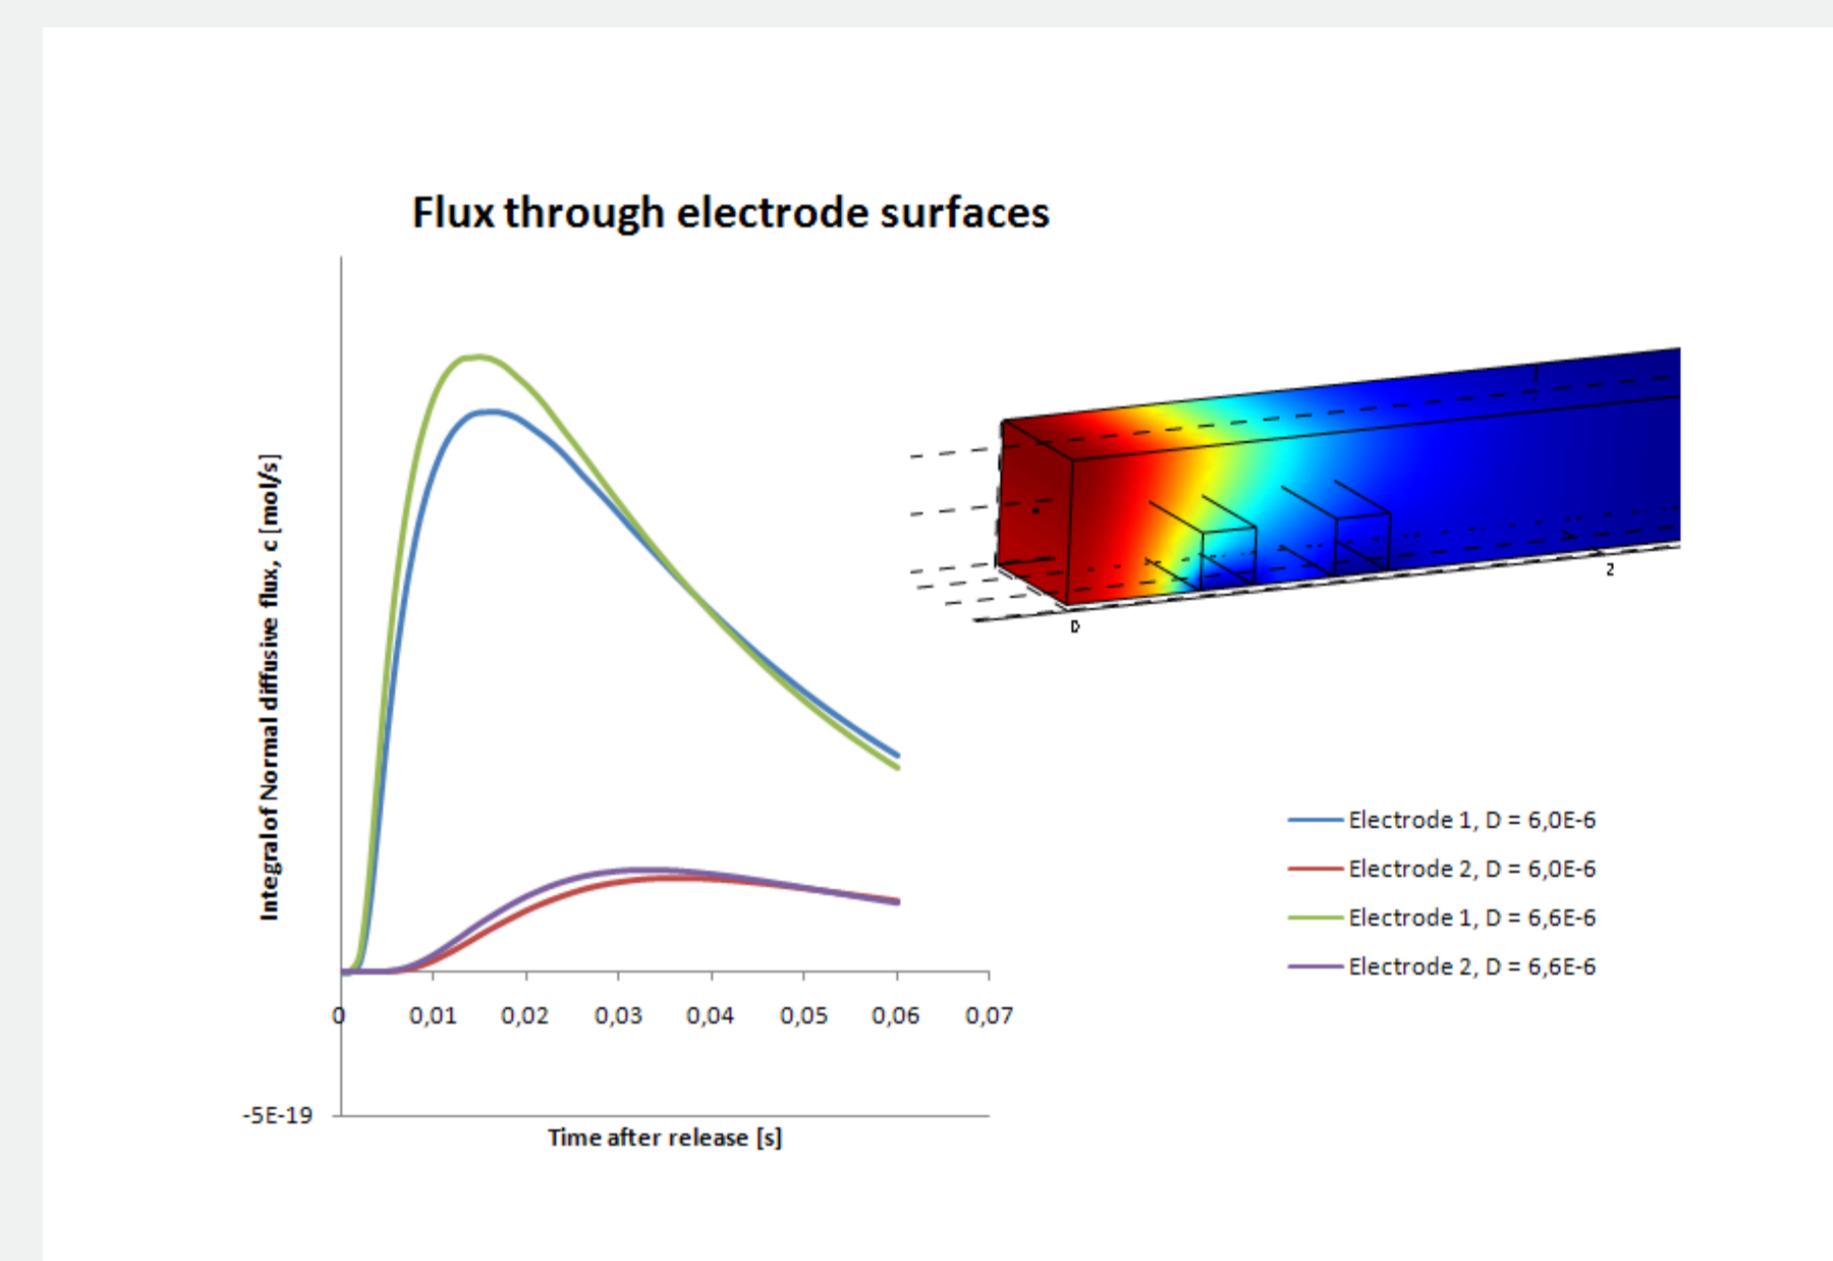 Flux through electrode surfaces
Integral of Normal diffusive flux, c [mol/s]
D
2
Electrode 1, D = 6,0E-6
Electrode 2, D = 6,0E-6
Electrode 1, D = 6,6E-6
Electrode 2, D = 6,6E-6
0 0,01 0,02 0,03 0,04 0,05 0,06 0,07
-5E-19
Time after release [s]